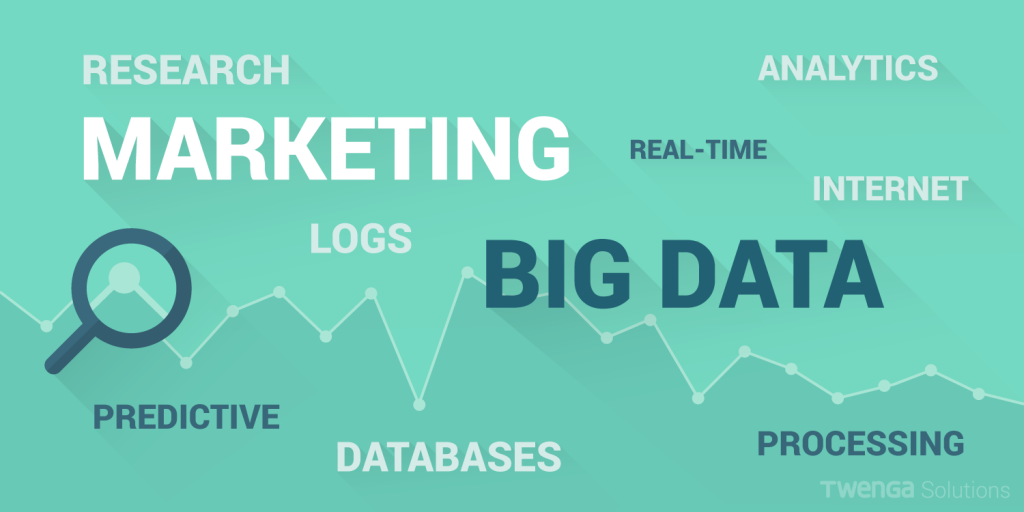 RESEARCH
ANALYTICS
MARKETING
REAL-TIME
INTERNET
LOGS
BIG DATA
PREDICTIVE
DATABASES
PROCESSING
Twenga Solutions